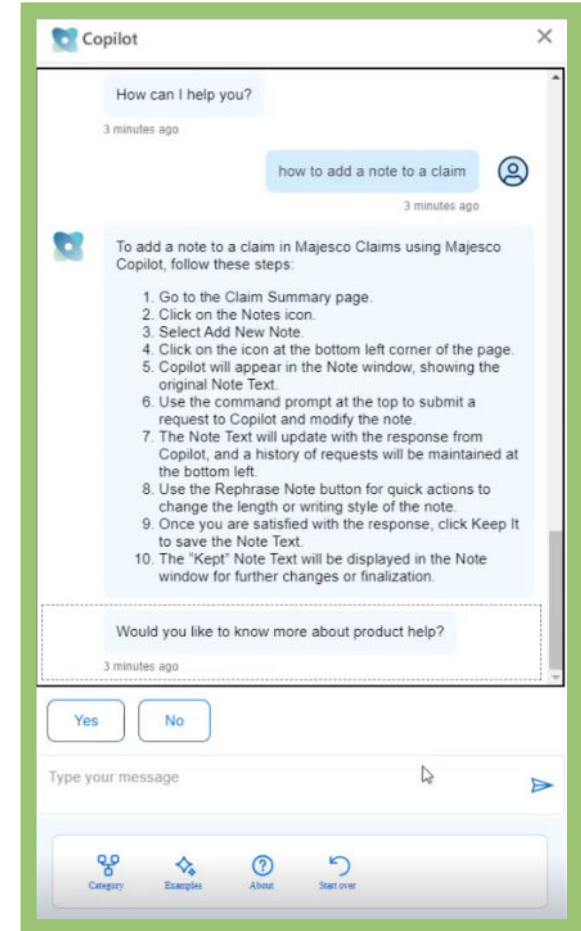 Copilot
How can I help you?
3 minutes ago
how to add a note to a claim
3 minutes ago
To add a note to a claim in Majesco Claims using Majesco
Copilot, follow these steps:
1. Go to the Claim Summary page.
2. Click on the Notes icon.
3. Select Add New Note.
4. Click on the icon at the bottom left corner of the page.
5. Copilot will appear in the Note window, showing the
original Note Text.
6. Use the command prompt at the top to submit a
request to Copilot and modify the note.
7. The Note Text will update with the response from
Copilot, and a history of requests will be maintained at
the bottom left.
8. Use the Rephrase Note button for quick actions to
change the length or writing style of the note.
9. Once you are satisfied with the response, click Keep It
to save the Note Text.
10. The "Kept" Note Text will be displayed in the Note
window for further changes or finalization.
Would you like to know more about product help?
3 minutes ago
Yes No
Type your message
Category Examples About Start over